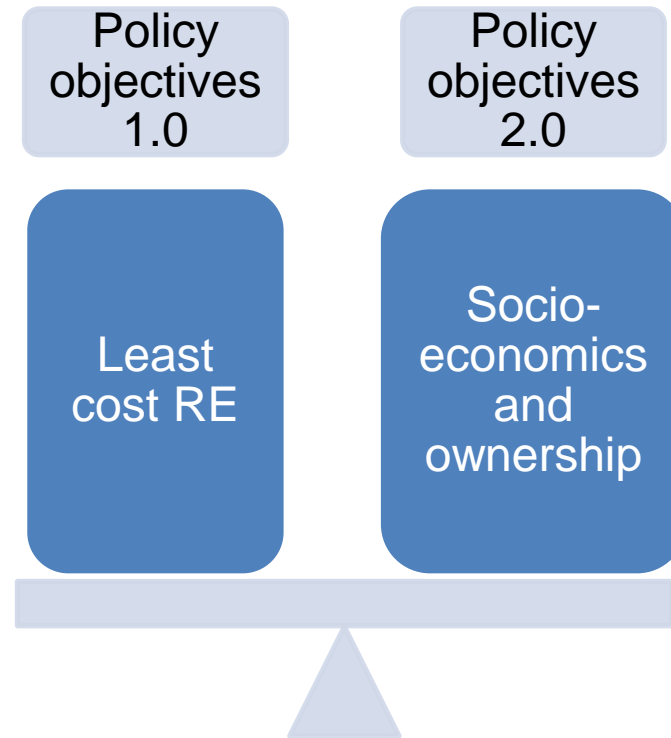 Policy
objectives
1.0
Policy
objectives
2.0
Least
cost RE
Socio-
economics
and
ownership